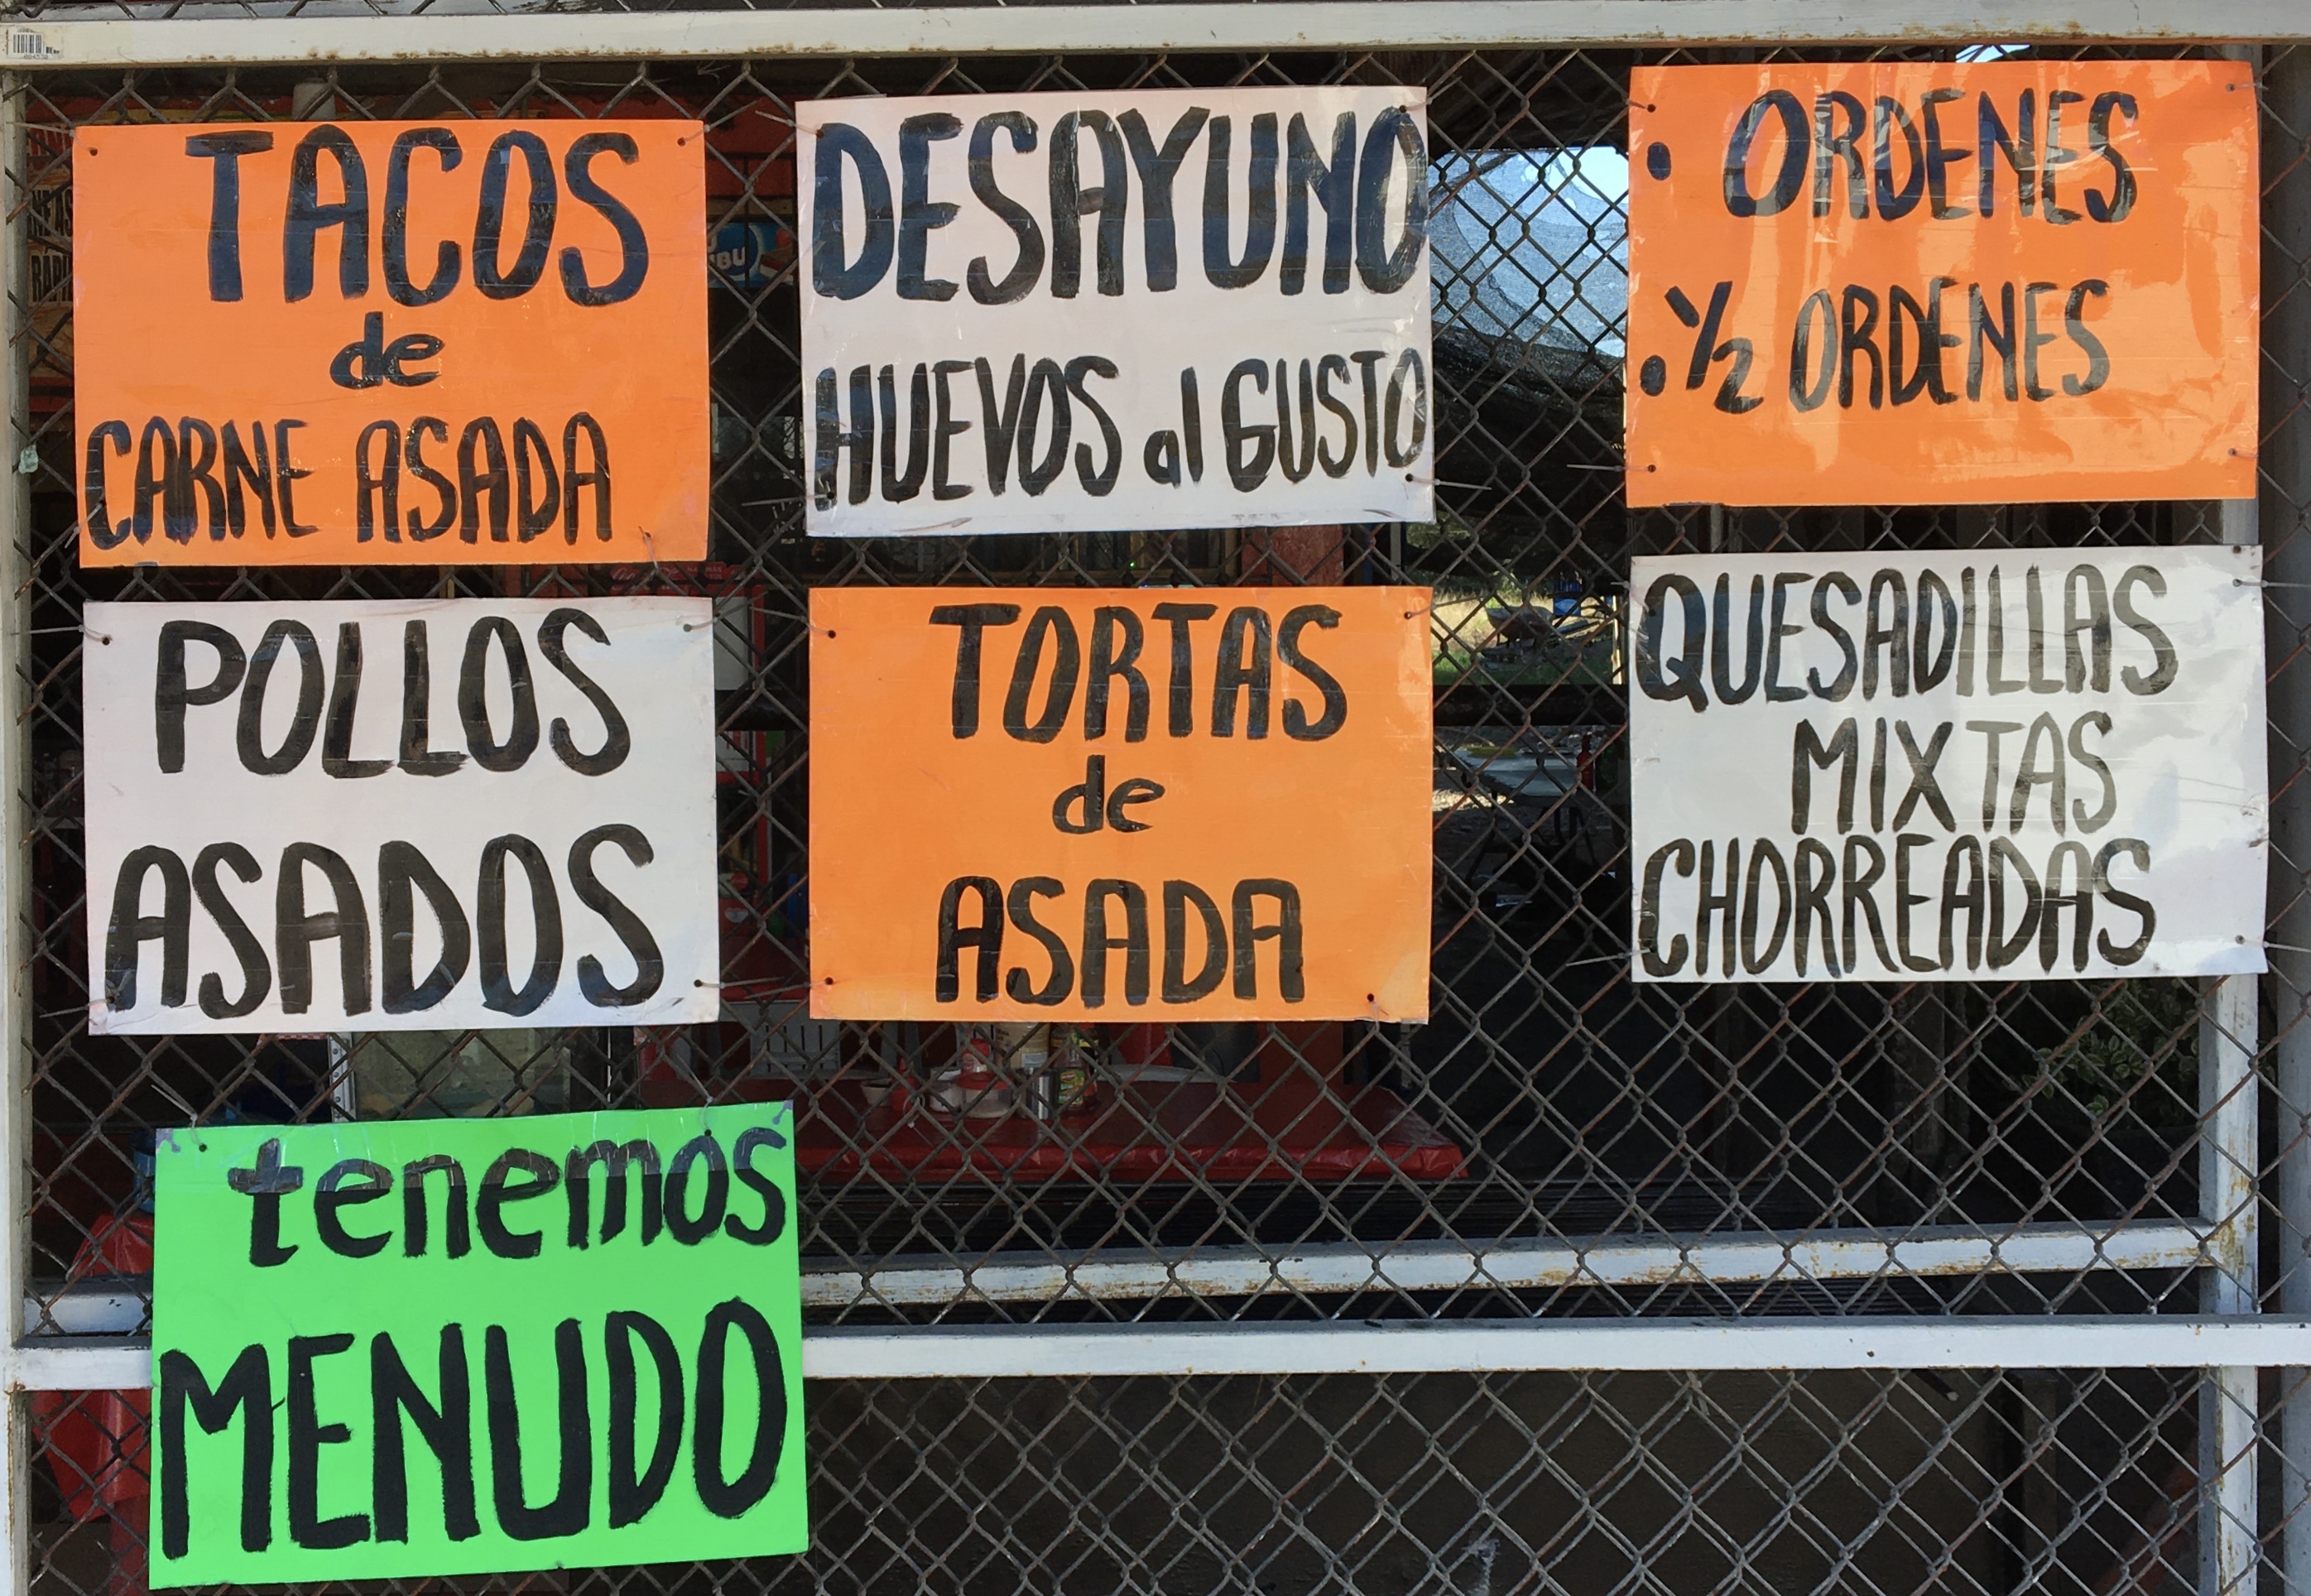 TACOS
de
CARNE ASADA
DESAYUNO
HUEVOS al GUSTO
• ORDENES
• ½ ORDENES
POLLOS
ASADOS
TORTAS
de
ASADA
QUESADILLAS
MIXTAS
CHORREADAS
tenemos
MENUDO